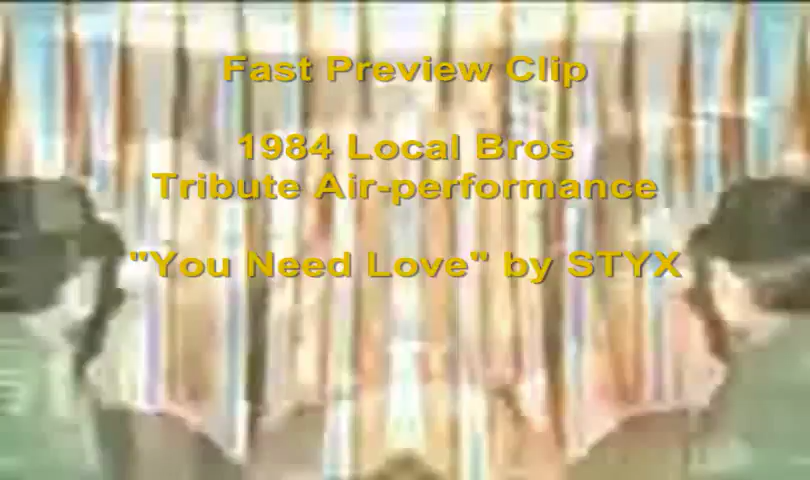 Fast Preview Clip
1984 Local Bros
Tribute Air-performance
"You Need Love" by STYX